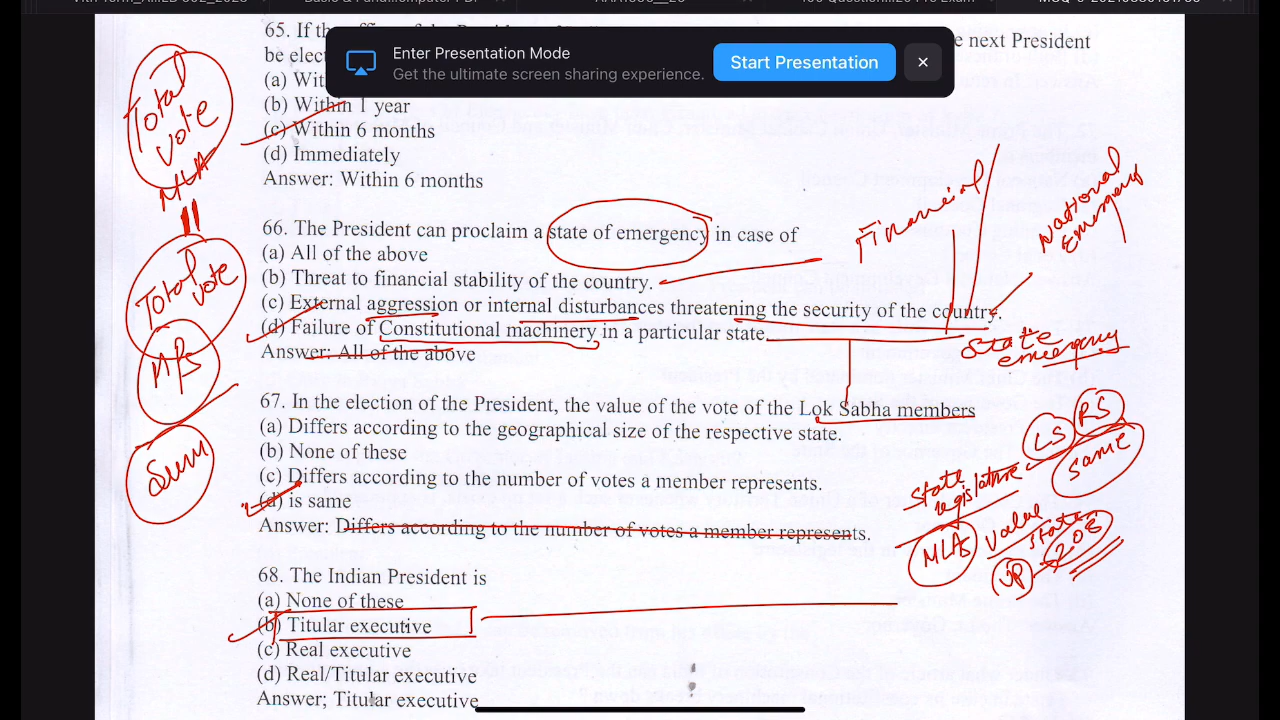 65. If the
e next President
be elect
(a) With
(b) Within 1 year
(c) Within 6 months
(d) Immediately
Answer: Within 6 months
Enter Presentation Mode
Get the ultimate screen sharing experience.
Start Presentation
66. The President can proclaim a state of emergency in case of
(a) All of the above
(b) Threat to financial stability of the country.
(c) External aggression or internal disturbances threatening the security of the country.
(d) Failure of Constitutional machinery in a particular state.
Answer: All of the above
67. In the election of the President, the value of the vote of the Lok Sabha members
(a) Differs according to the geographical size of the respective state.
(b) None of these
(c) Differs according to the number of votes a member represents.
(d) is same
Answer: Differs according to the number of votes a member represents.
68. The Indian President is
(a) None of these
(b) Titular executive
(c) Real executive
(d) Real/Titular executive
Answer, Titular executive
Total
vote
MLA
=
Total
vote
MPs
Sum
Financial
National
Emergency
State
emergency
LS
RS
Same
State
legislature
MLAs
value
State
UP
208